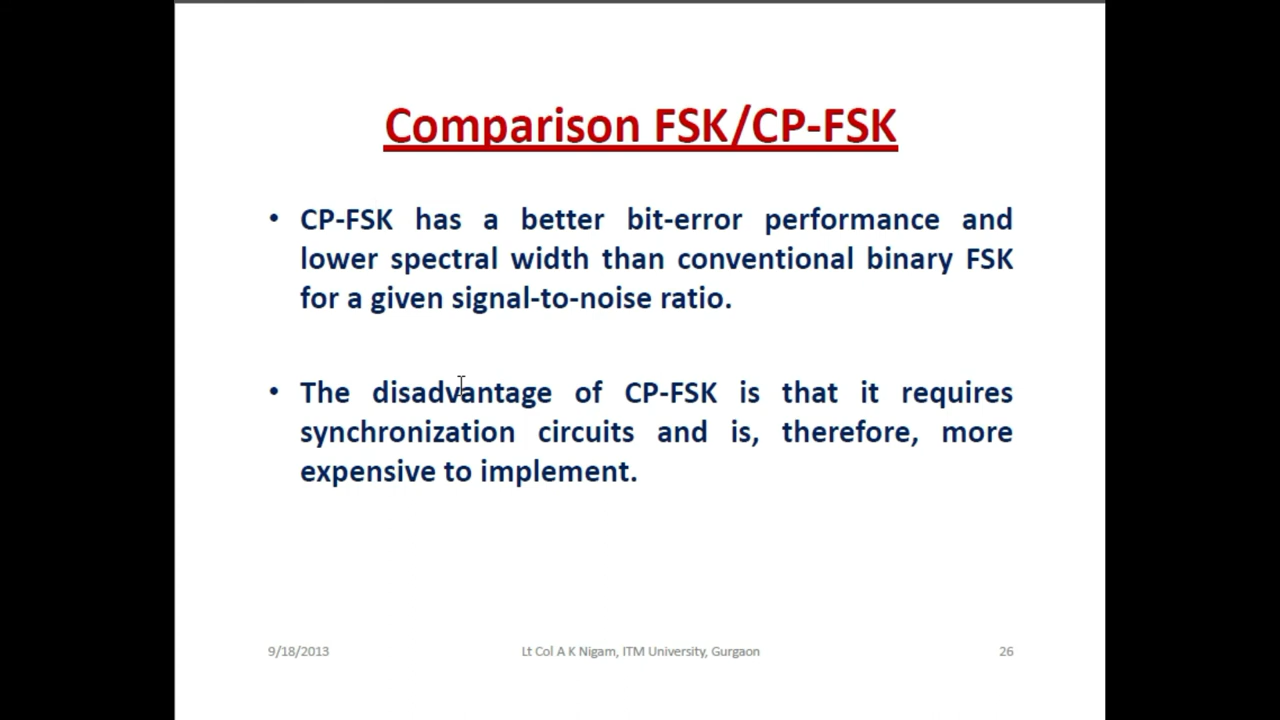 Comparison FSK/CP-FSK
• CP-FSK has a better bit-error performance and
lower spectral width than conventional binary FSK
for a given signal-to-noise ratio.
• The disadvantage of CP-FSK is that it requires
synchronization circuits and is, therefore, more
expensive to implement.
9/18/2013 Lt Col A K Nigam, ITM University, Gurgaon 26